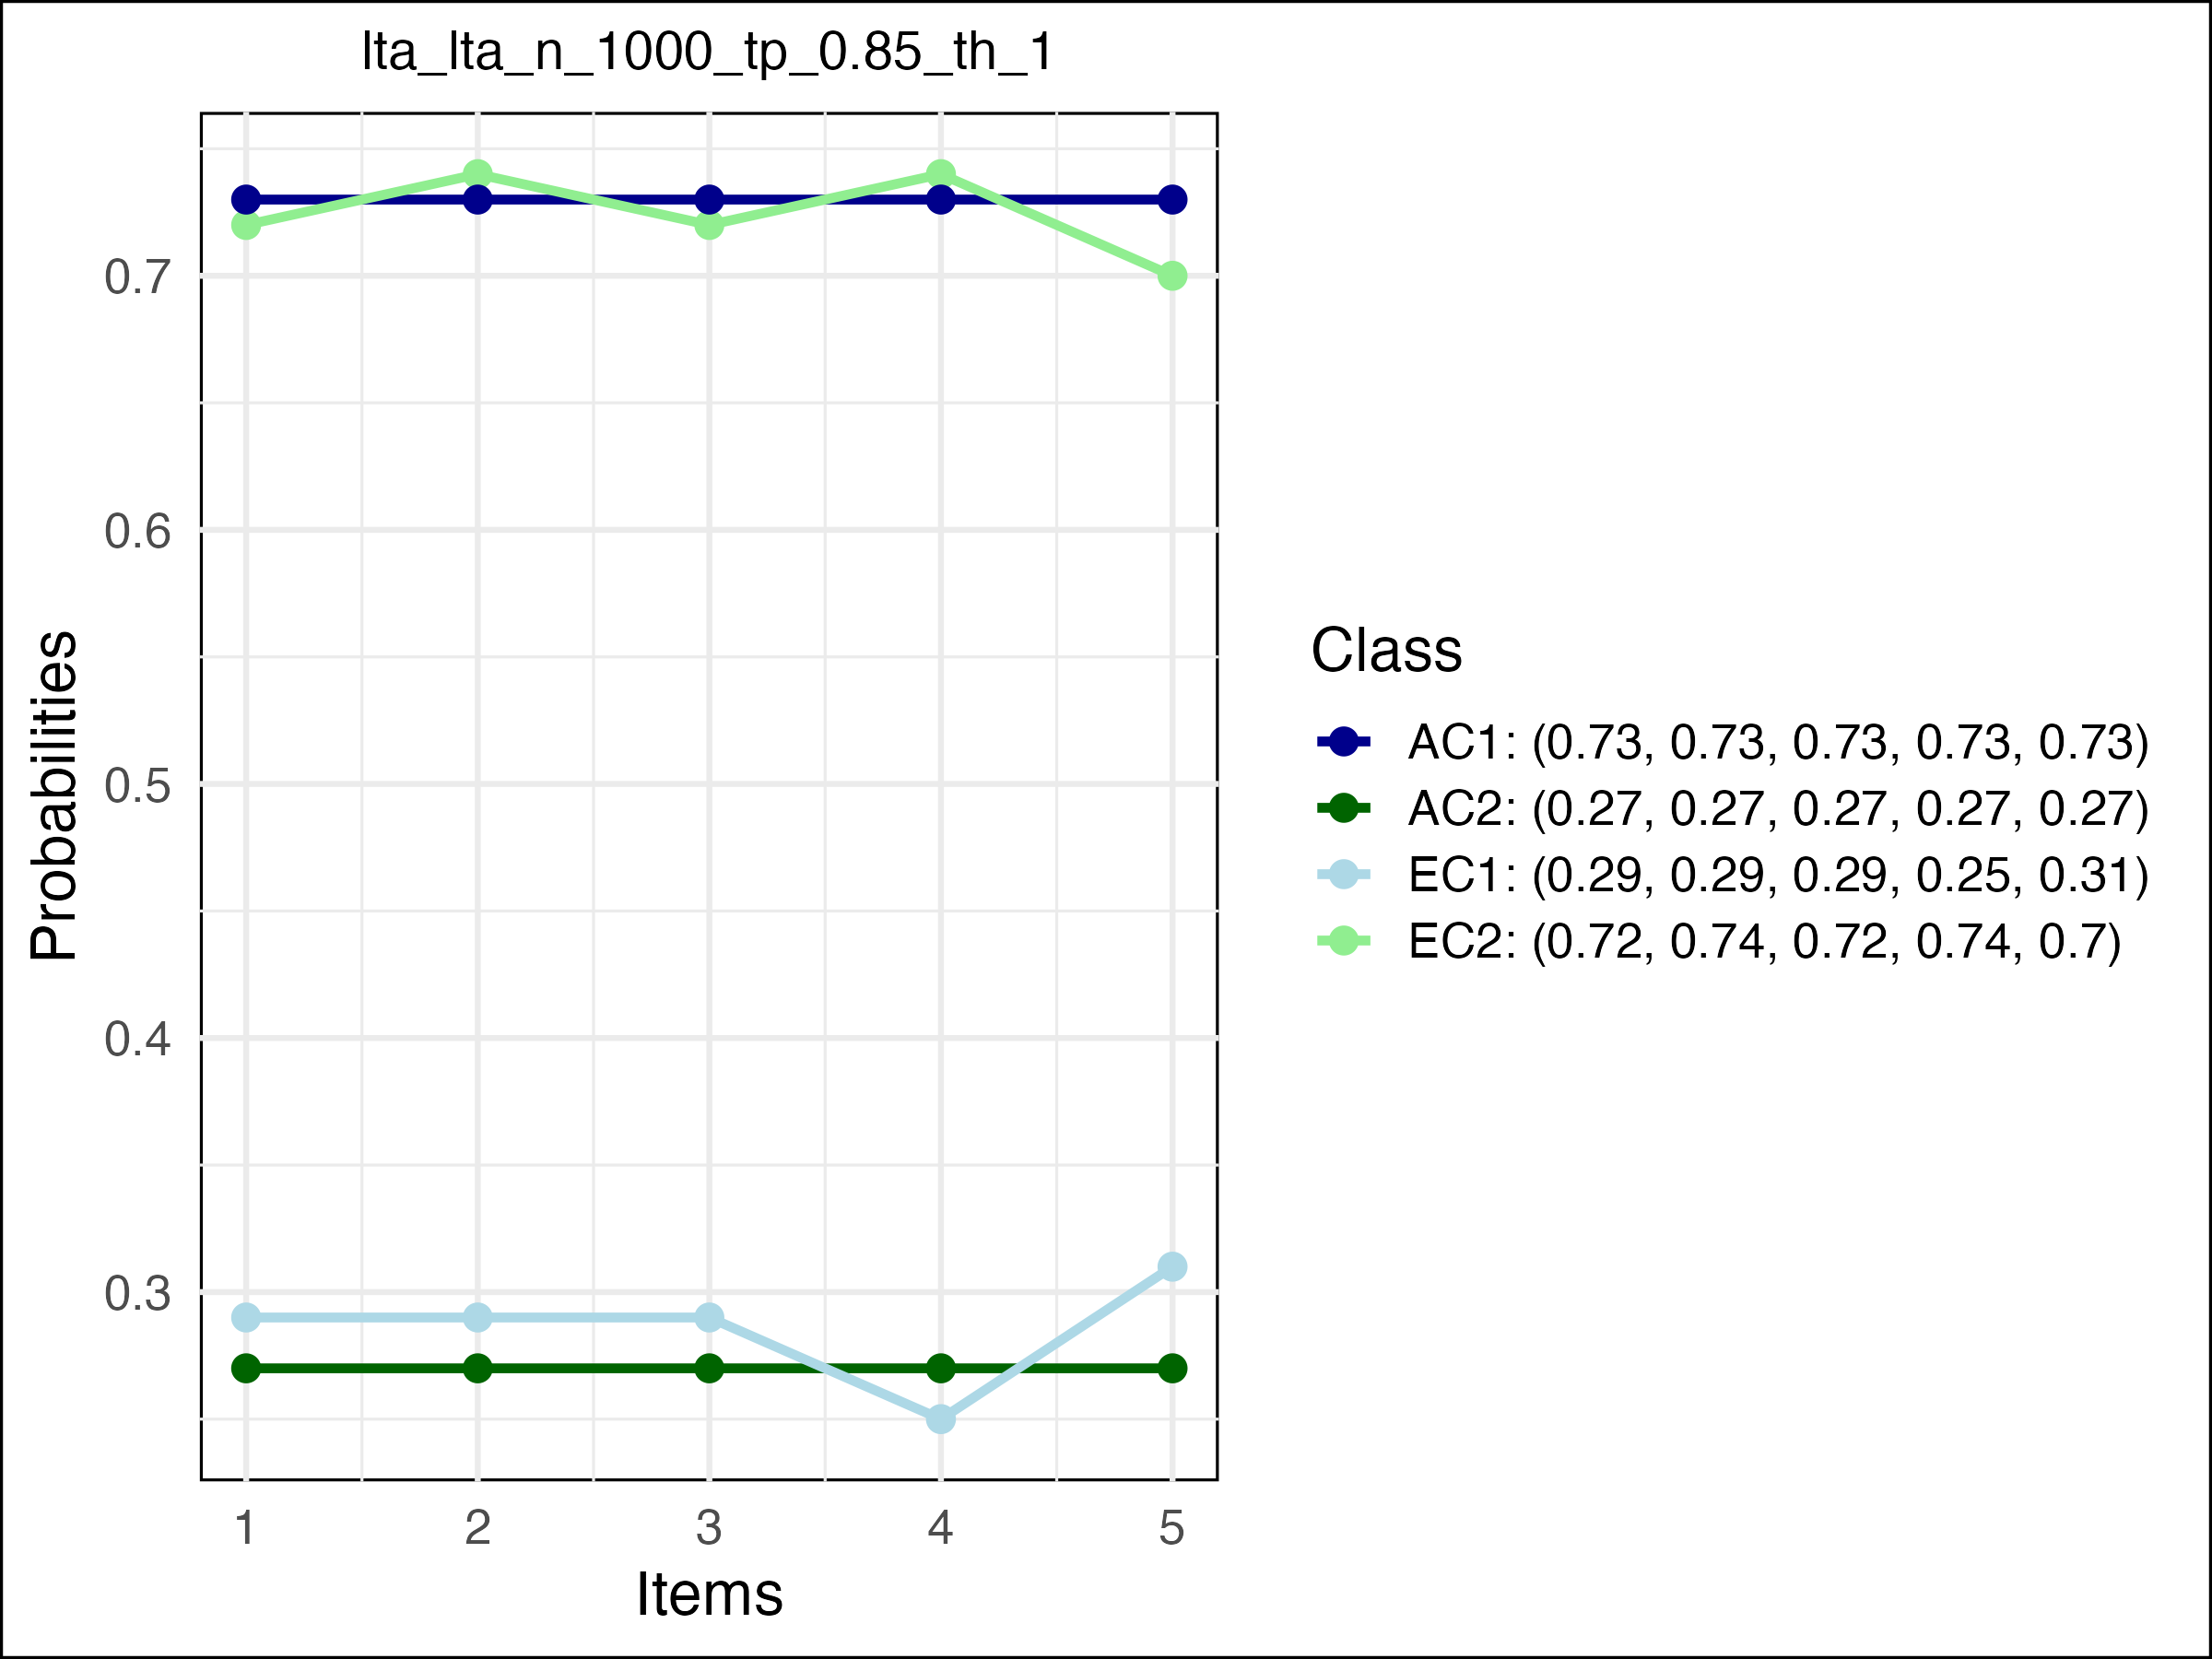 lta_lta_n_1000_tp_0.85_th_1
Probabilities
0.7
0.6
0.5
0.4
0.3
1 2 3 4 5
Items
Class
AC1: (0.73, 0.73, 0.73, 0.73, 0.73)
AC2: (0.27, 0.27, 0.27, 0.27, 0.27)
EC1: (0.29, 0.29, 0.29, 0.25, 0.31)
EC2: (0.72, 0.74, 0.72, 0.74, 0.7)